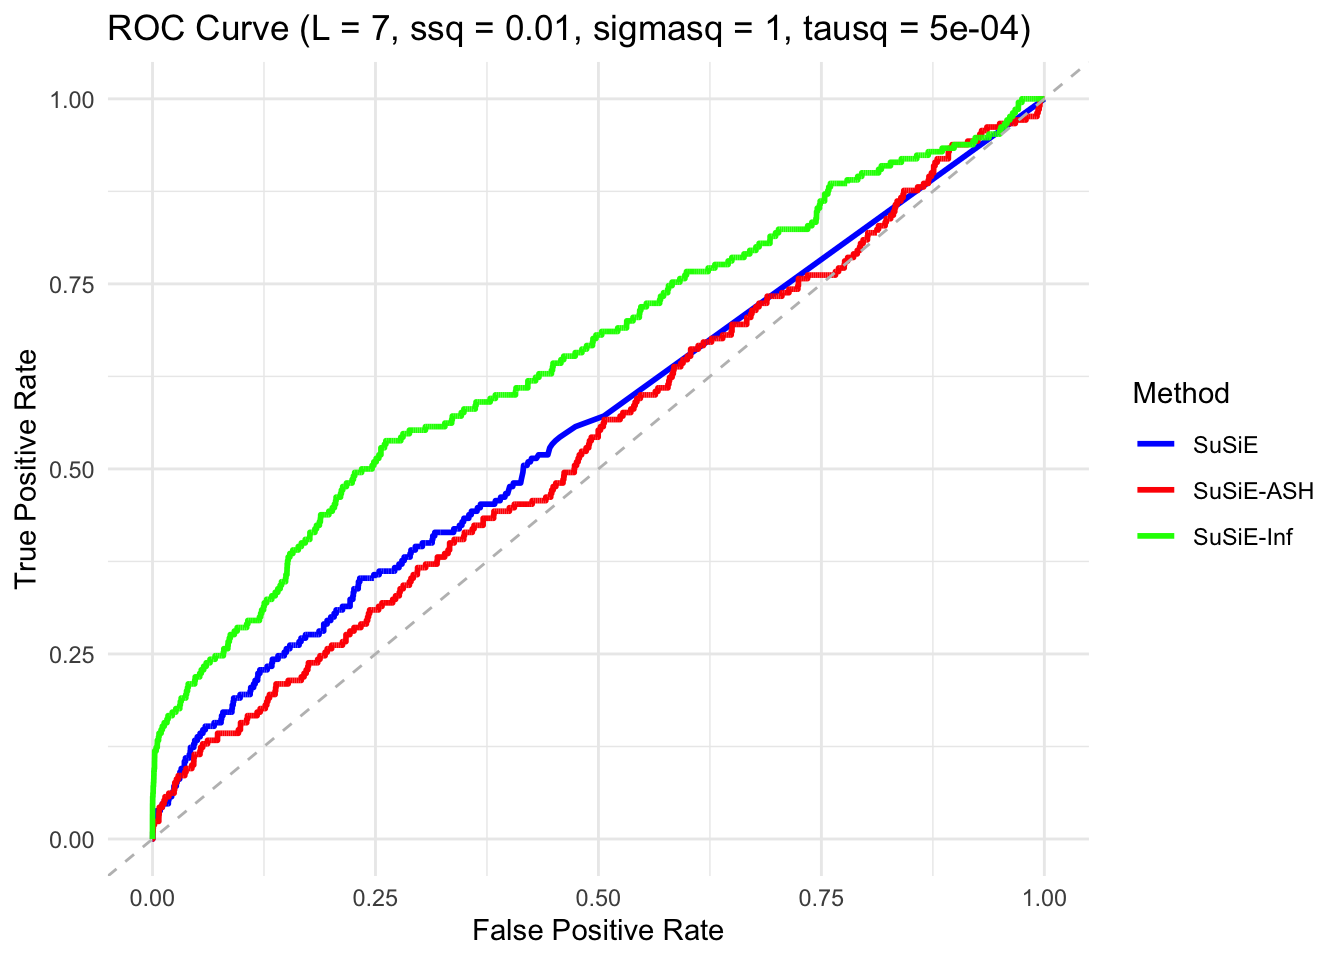 ROC Curve (L = 7, ssq = 0.01, sigmasq = 1, tausq = 5e-04)
1.00
0.75
0.50
0.25
0.00
True Positive Rate
0.00 0.25 0.50 0.75 1.00
False Positive Rate
Method
SuSiE
SuSiE-ASH
SuSiE-Inf